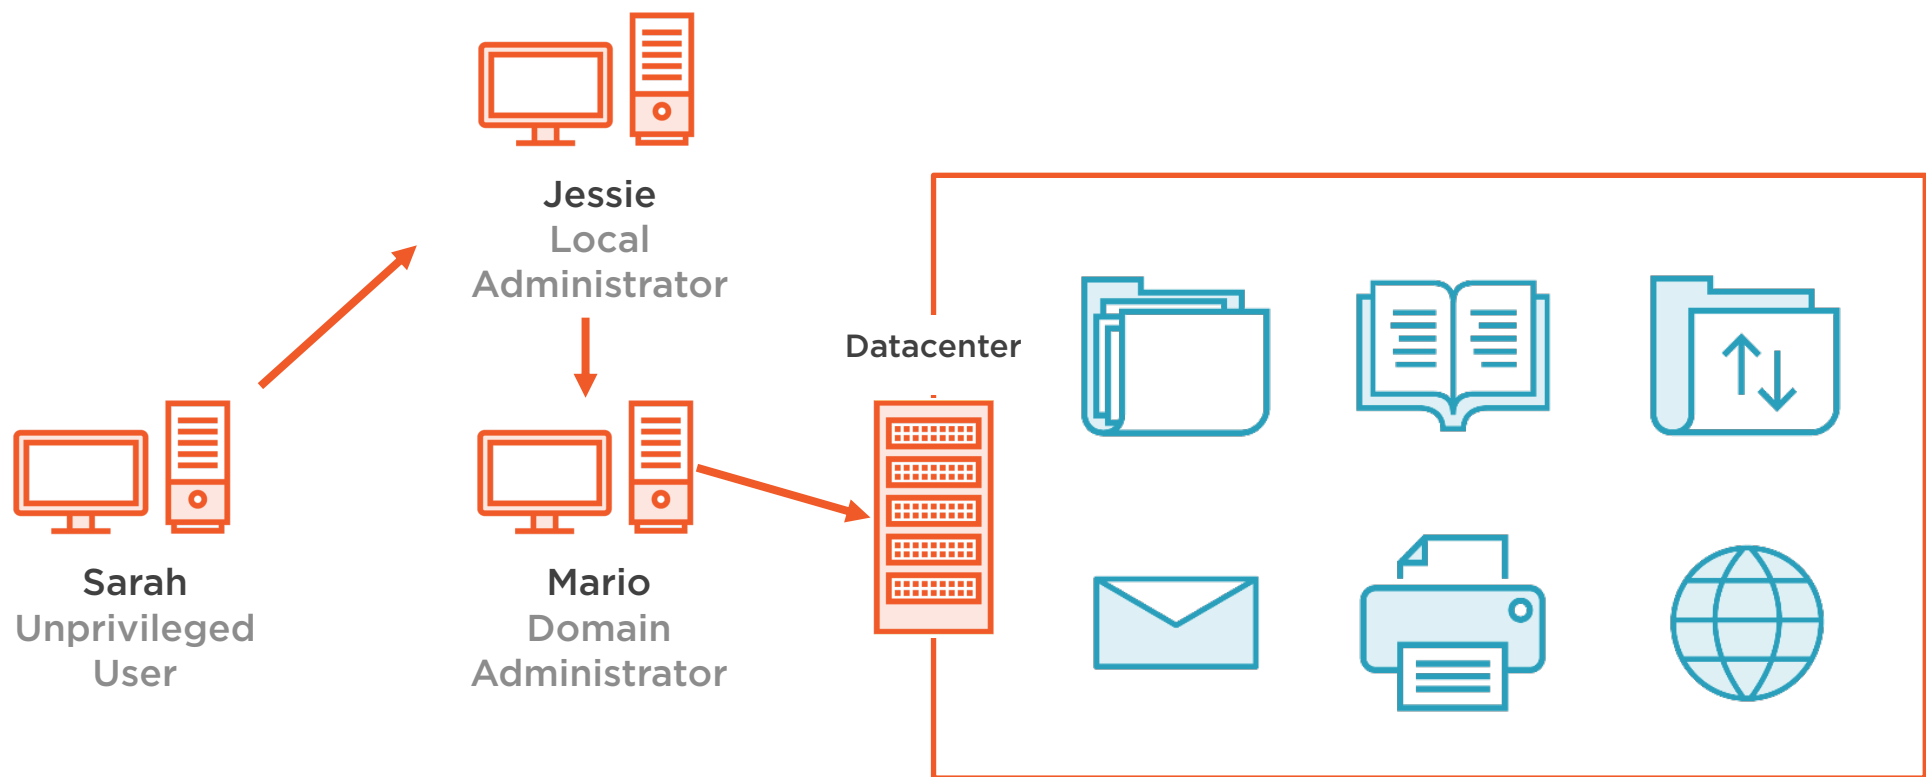 Jessie
Local
Administrator
Datacenter
Sarah
Unprivileged
User
Mario
Domain
Administrator